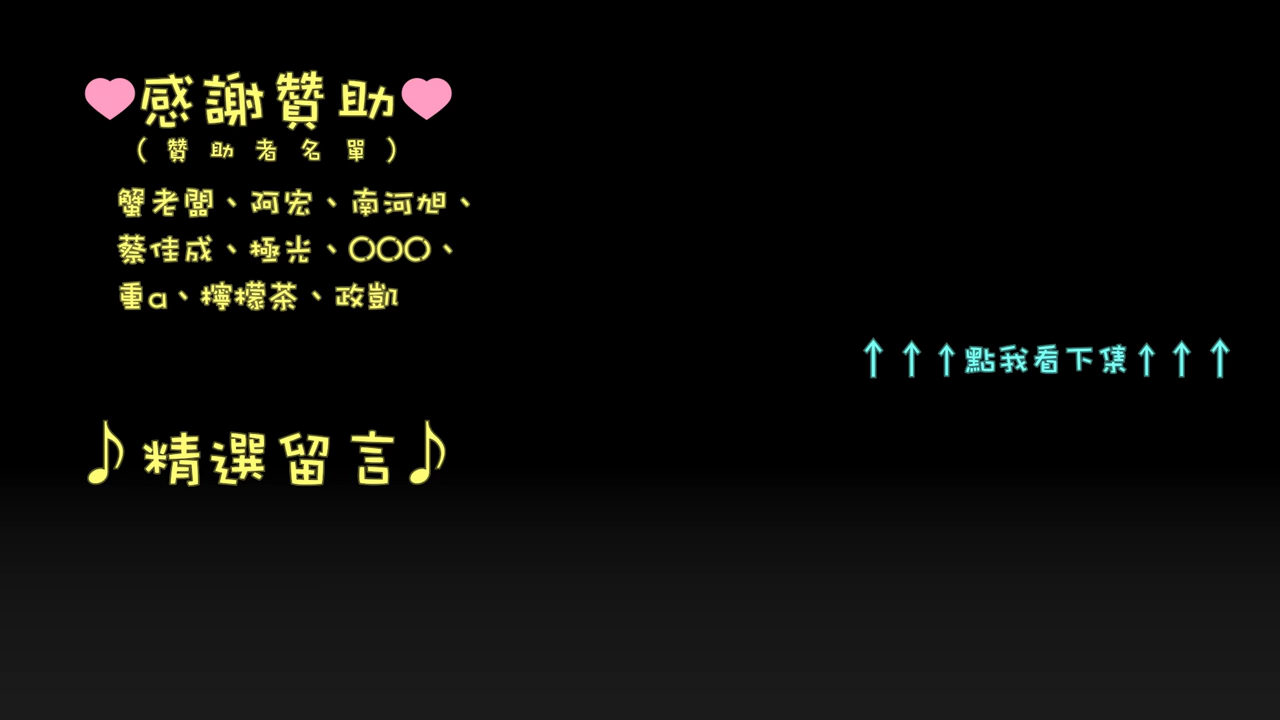 感謝贊助
（贊助者名單）
蟹老闆、阿宏、南河旭、
蔡佳成、極光、〇〇〇、
重a、檸檬茶、政凱
↑↑↑點我看下集↑↑↑
♪精選留言♪